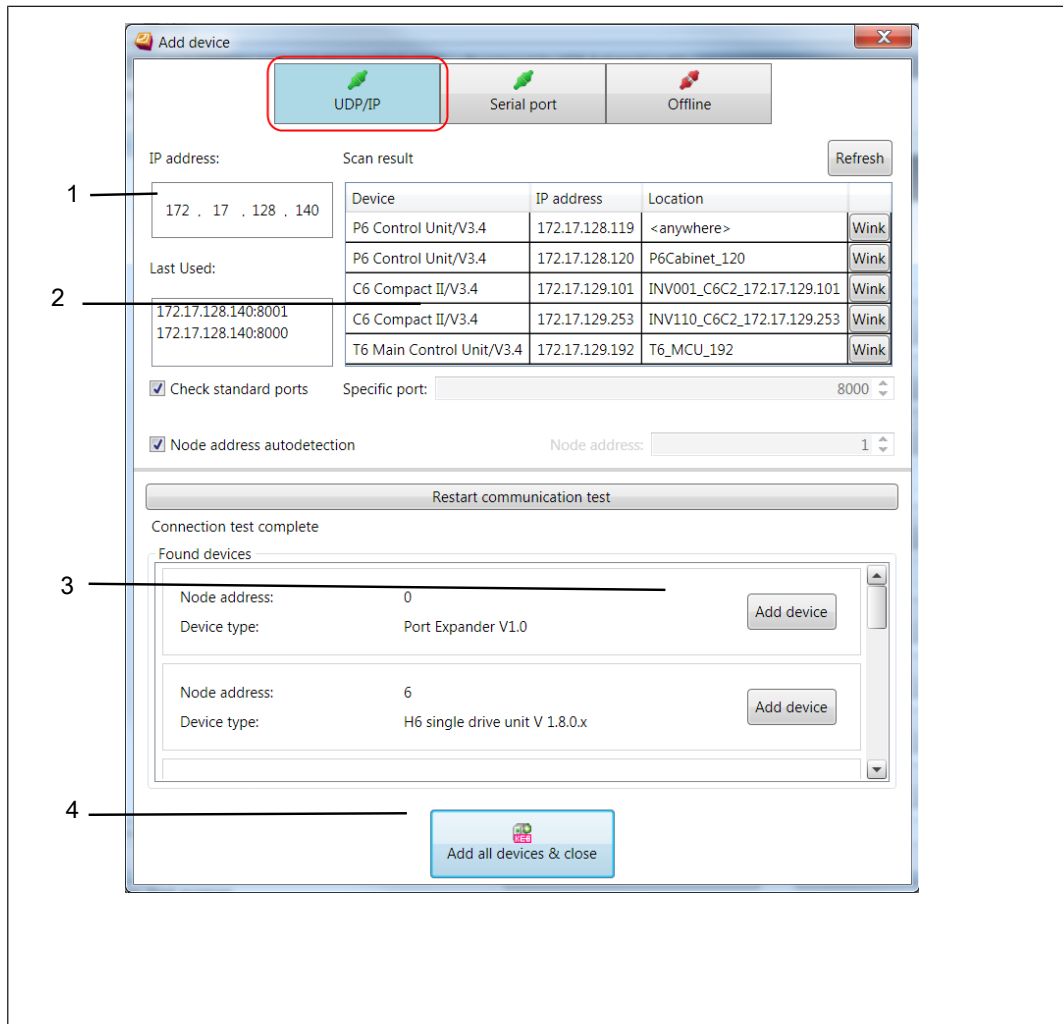 Add device
X
UDP/IP Serial port Offline
IP address: Scan result Refresh
1
172 . 17 . 128 . 140
Device IP address Location
P6 Control Unit/V3.4 172.17.128.119 <anywhere> Wink
P6 Control Unit/V3.4 172.17.128.120 P6Cabinet_120 Wink
Last Used:
2
C6 Compact II/V3.4 172.17.129.101 INV001_C6C2_172.17.129.101 Wink
172.17.128.140:8001
C6 Compact II/V3.4 172.17.129.253 INV110_C6C2_172.17.129.253 Wink
172.17.128.140:8000
T6 Main Control Unit/V3.4 172.17.129.192 T6_MCU_192 Wink
Check standard ports Specific port: 8000
Node address autodetection Node address: 1
Restart communication test
Connection test complete
Found devices
3
Node address: 0
Add device
Device type: Port Expander V1.0
Node address: 6
Add device
Device type: H6 single drive unit V 1.8.0.x
4
Add all devices & close